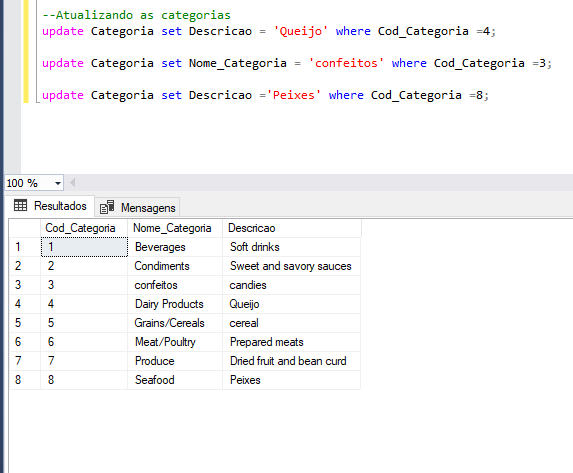 --Atualizando as categorias
update Categoria set Descricao = 'Queijo' where Cod_Categoria =4;
update Categoria set Nome_Categoria = 'confeitos' where Cod_Categoria =3;
update Categoria set Descricao ='Peixes' where Cod_Categoria =8;
100 %
Resultados Mensagens
Cod_Categoria Nome_Categoria Descricao
1 1 Beverages Soft drinks
2 2 Condiments Sweet and savory sauces
3 3 confeitos candies
4 4 Dairy Products Queijo
5 5 Grains/Cereals cereal
6 6 Meat/Poultry Prepared meats
7 7 Produce Dried fruit and bean curd
8 8 Seafood Peixes